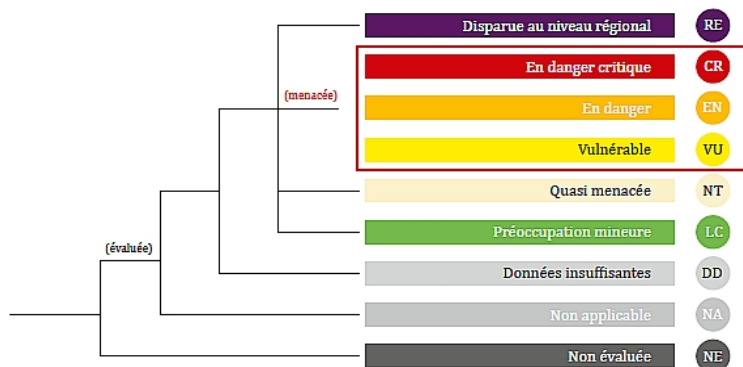 Disparue au niveau régional RE
En danger critique CR
(menacée)
En danger EN
Vulnérable VU
Quasi menacée NT
Préoccupation mineure LC
(évaluée)
Données insuffisantes DD
Non applicable NA
Non évaluée NE